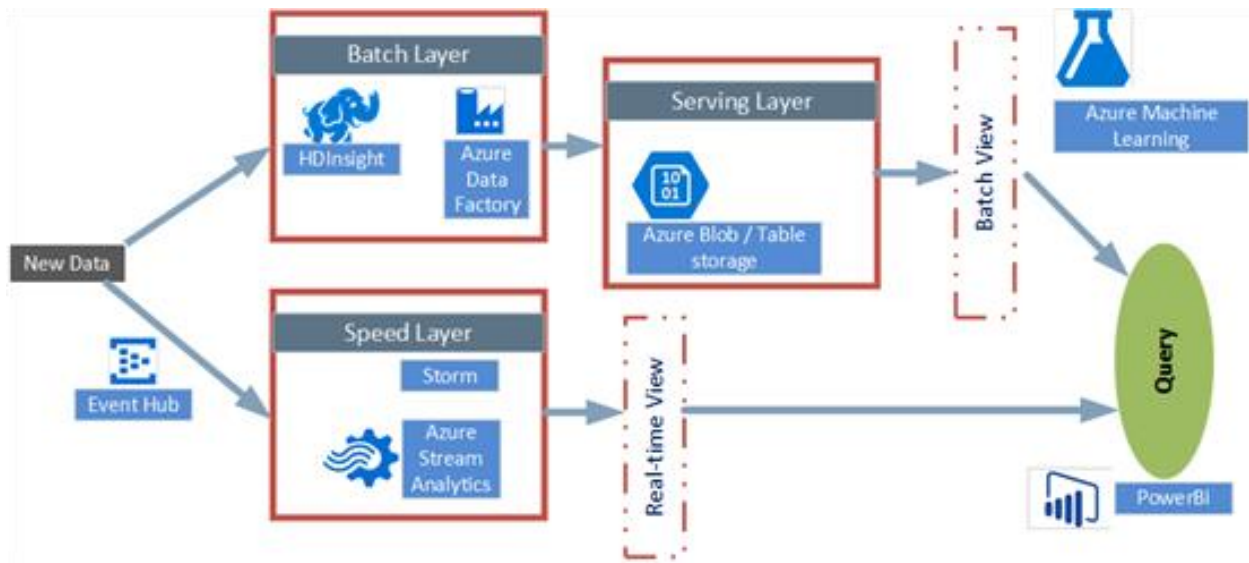 Batch Layer
HDInsight
Azure
Data
Factory
Serving Layer
10
01
Azure Blob / Table
storage
Batch View
Azure Machine
Learning
New Data
Event Hub
Speed Layer
Storm
Azure
Stream
Analytics
Real-time View
Query
PowerBi